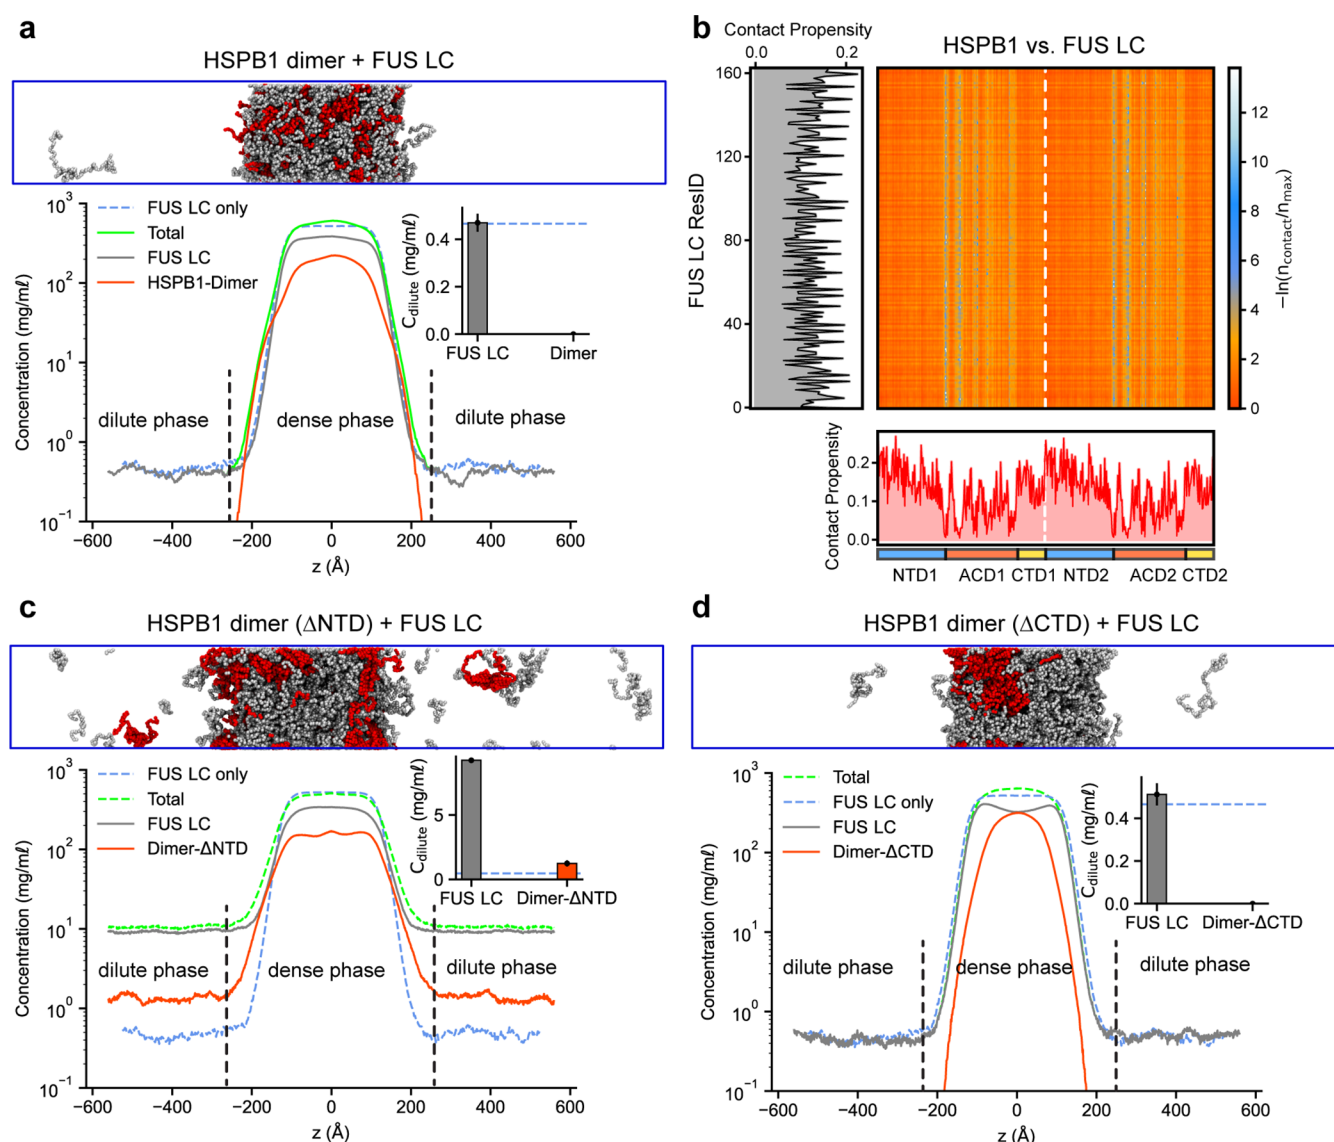 a
HSPB1 dimer + FUS LC
FUS LC only
Total
FUS LC
HSPB1-Dimer
Concentration (mg/mℓ)
10³
10²
10¹
10⁰
10⁻¹
dilute phase
dense phase
dilute phase
−600
−400
−200
0
200
400
600
z (Å)
C_dilute (mg/mℓ)
0.4
0.2
0.0
FUS LC
Dimer
b
Contact Propensity
0.0
0.2
HSPB1 vs. FUS LC
FUS LC ResID
160
120
80
40
0
−ln(n_contact/n_max)
12
10
8
6
4
2
0
Contact Propensity
0.2
0.1
0.0
NTD1
ACD1
CTD1
NTD2
ACD2
CTD2
c
HSPB1 dimer (ΔNTD) + FUS LC
FUS LC only
Total
FUS LC
Dimer-ΔNTD
Concentration (mg/mℓ)
10³
10²
10¹
10⁰
10⁻¹
dilute phase
dense phase
dilute phase
−600
−400
−200
0
200
400
600
z (Å)
C_dilute (mg/mℓ)
5
0
FUS LC
Dimer-ΔNTD
d
HSPB1 dimer (ΔCTD) + FUS LC
Total
FUS LC only
FUS LC
Dimer-ΔCTD
Concentration (mg/mℓ)
10³
10²
10¹
10⁰
10⁻¹
dilute phase
dense phase
dilute phase
−600
−400
−200
0
200
400
600
z (Å)
C_dilute (mg/mℓ)
0.4
0.2
0.0
FUS LC
Dimer-ΔCTD